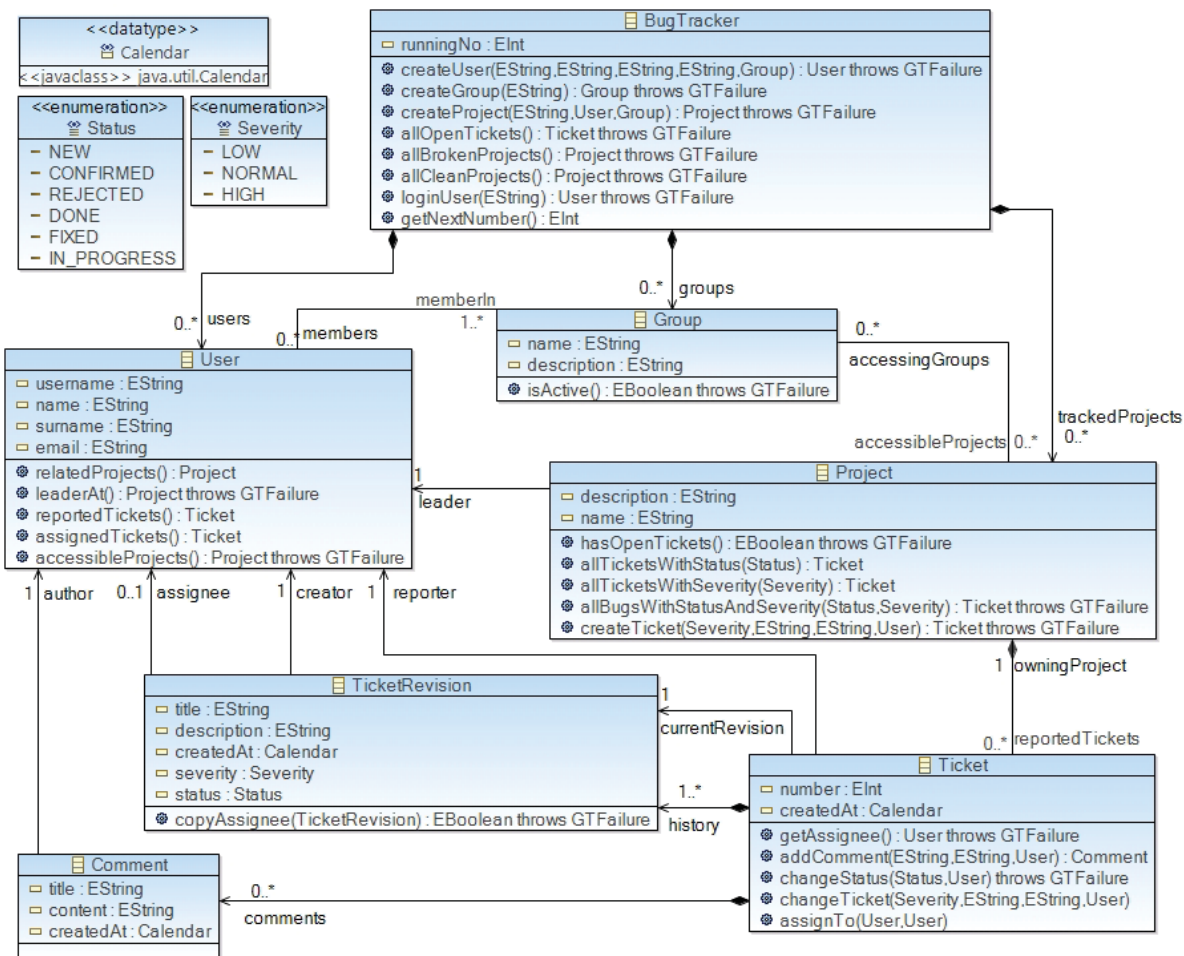 <<datatype>>
Calendar
<<javaclass>> java.util.Calendar
<<enumeration>>
Status
NEW
CONFIRMED
REJECTED
DONE
FIXED
IN_PROGRESS
<<enumeration>>
Severity
LOW
NORMAL
HIGH
BugTracker
runningNo : EInt
createUser(EString,EString,EString,EString,Group) : User throws GTFailure
createGroup(EString) : Group throws GTFailure
createProject(EString,User,Group) : Project throws GTFailure
allOpenTickets() : Ticket throws GTFailure
allBrokenProjects() : Project throws GTFailure
allCleanProjects() : Project throws GTFailure
loginUser(EString) : User throws GTFailure
getNextNumber() : EInt
0..* users
0..* groups
trackedProjects
0..*
memberIn
1..*
0..* members
Group
name : EString
description : EString
isActive() : EBoolean throws GTFailure
0..*
accessingGroups
accessibleProjects 0..*
User
username : EString
name : EString
surname : EString
email : EString
relatedProjects() : Project
leaderAt() : Project throws GTFailure
reportedTickets() : Ticket
assignedTickets() : Ticket
accessibleProjects() : Project throws GTFailure
1
leader
Project
description : EString
name : EString
hasOpenTickets() : EBoolean throws GTFailure
allTicketsWithStatus(Status) : Ticket
allTicketsWithSeverity(Severity) : Ticket
allBugsWithStatusAndSeverity(Status,Severity) : Ticket throws GTFailure
createTicket(Severity,EString,EString,User) : Ticket throws GTFailure
1 author
0..1 assignee
1 creator
1 reporter
1 owningProject
0..* reportedTickets
TicketRevision
title : EString
description : EString
createdAt : Calendar
severity : Severity
status : Status
copyAssignee(TicketRevision) : EBoolean throws GTFailure
1
currentRevision
1..*
history
Ticket
number : EInt
createdAt : Calendar
getAssignee() : User throws GTFailure
addComment(EString,EString,User) : Comment
changeStatus(Status,User) throws GTFailure
changeTicket(Severity,EString,EString,User)
assignTo(User,User)
Comment
title : EString
content : EString
createdAt : Calendar
0..*
comments